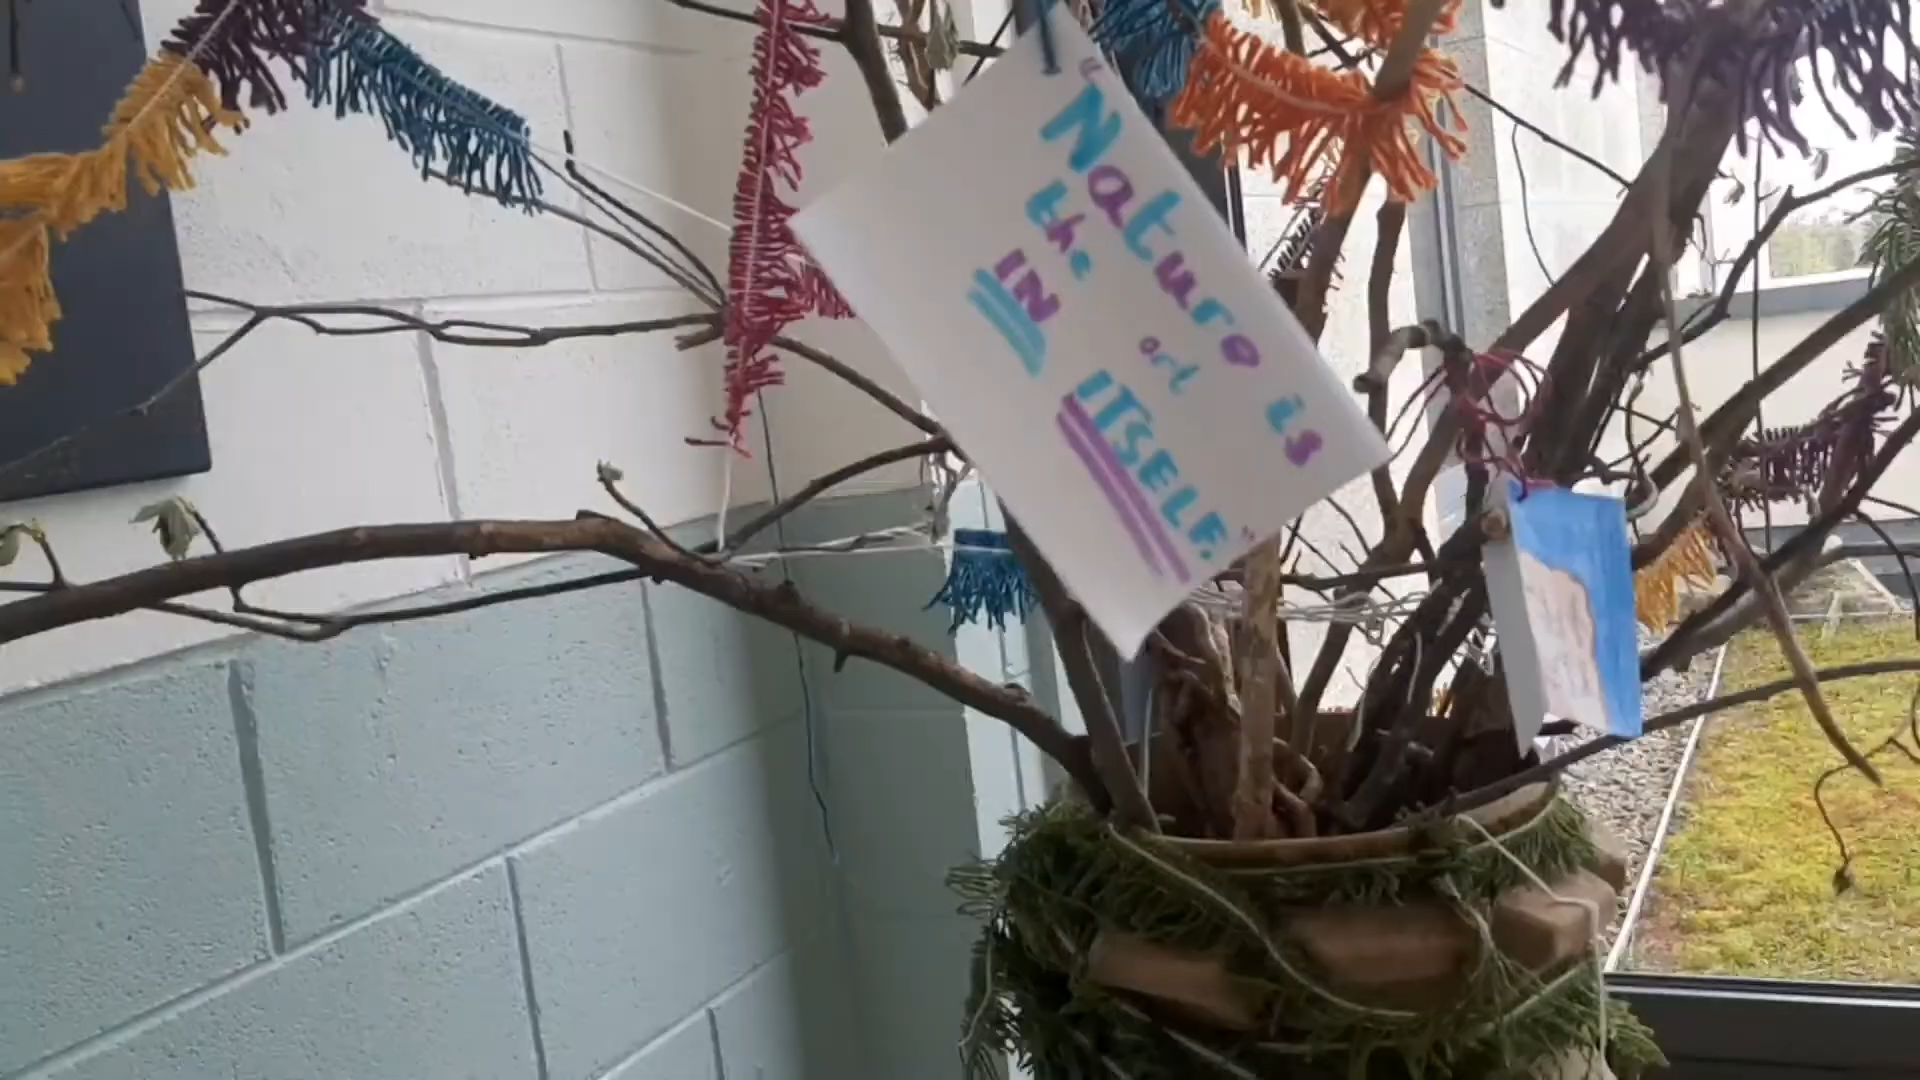 "Nature is
the art
IN ITSELF."